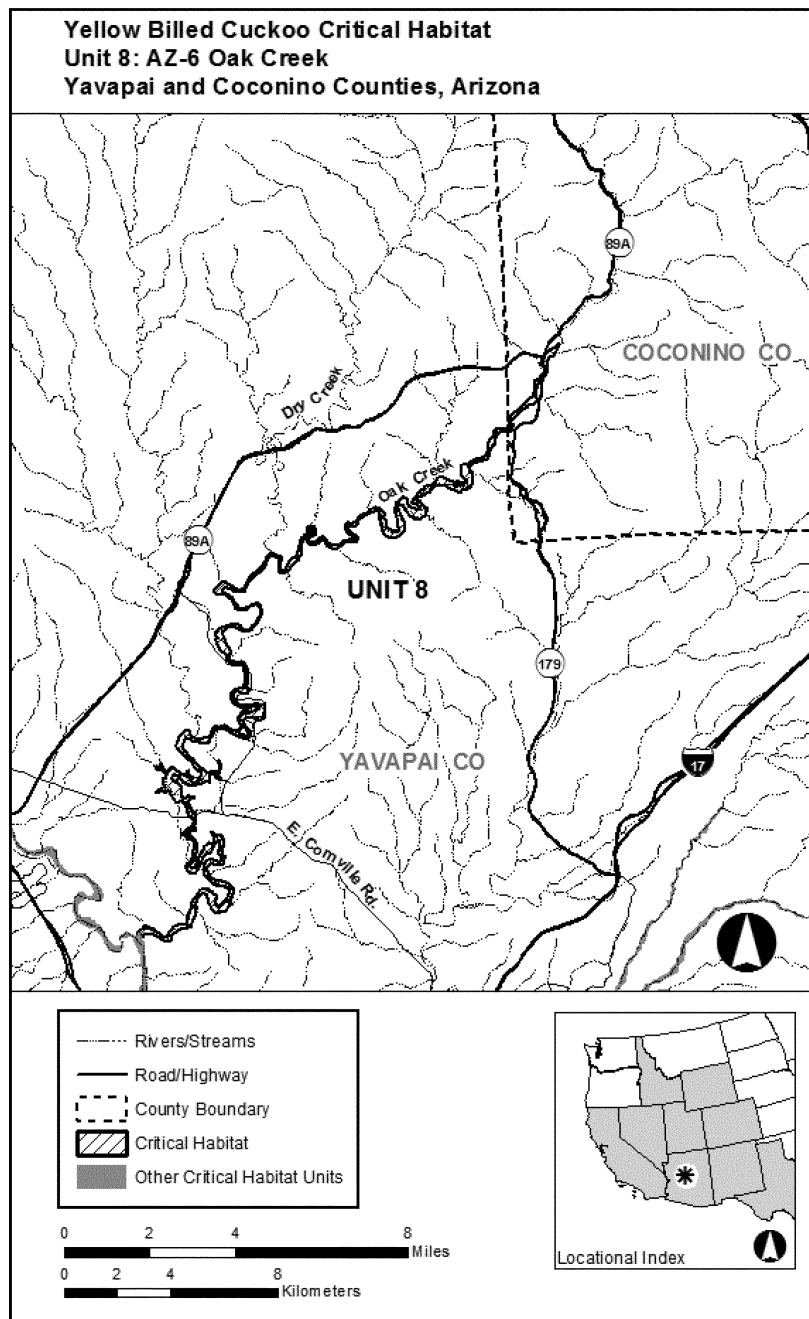 Yellow Billed Cuckoo Critical Habitat
Unit 8: AZ-6 Oak Creek
Yavapai and Coconino Counties, Arizona
89A
COCONINO CO
Dry Creek
Oak Creek
89A
UNIT 8
179
YAVAPAI CO
17
E. Cornville Rd
Rivers/Streams
Road/Highway
County Boundary
Critical Habitat
Other Critical Habitat Units
0 2 4 8
Miles
0 2 4 8
Kilometers
Locational Index